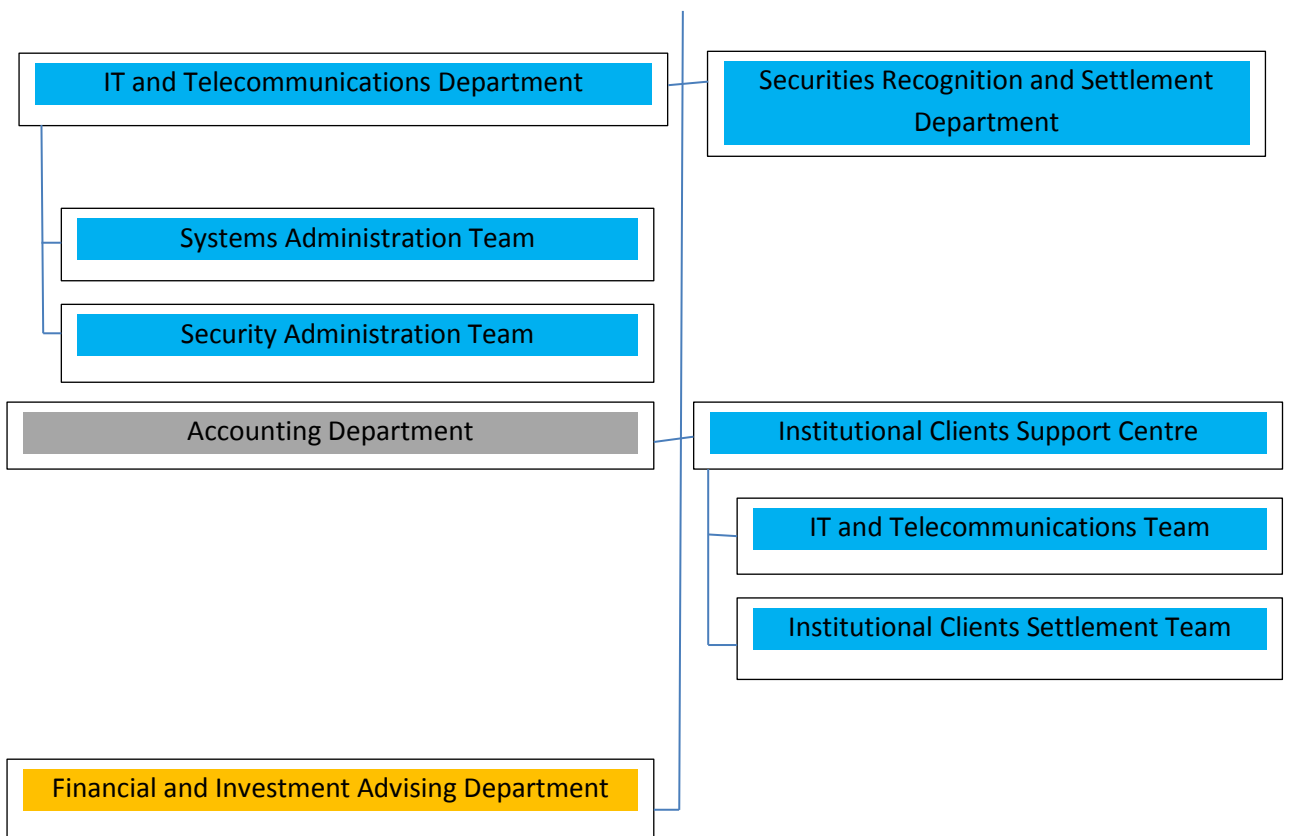 IT and Telecommunications Department
Securities Recognition and Settlement
Department
Systems Administration Team
Security Administration Team
Accounting Department
Institutional Clients Support Centre
IT and Telecommunications Team
Institutional Clients Settlement Team
Financial and Investment Advising Department